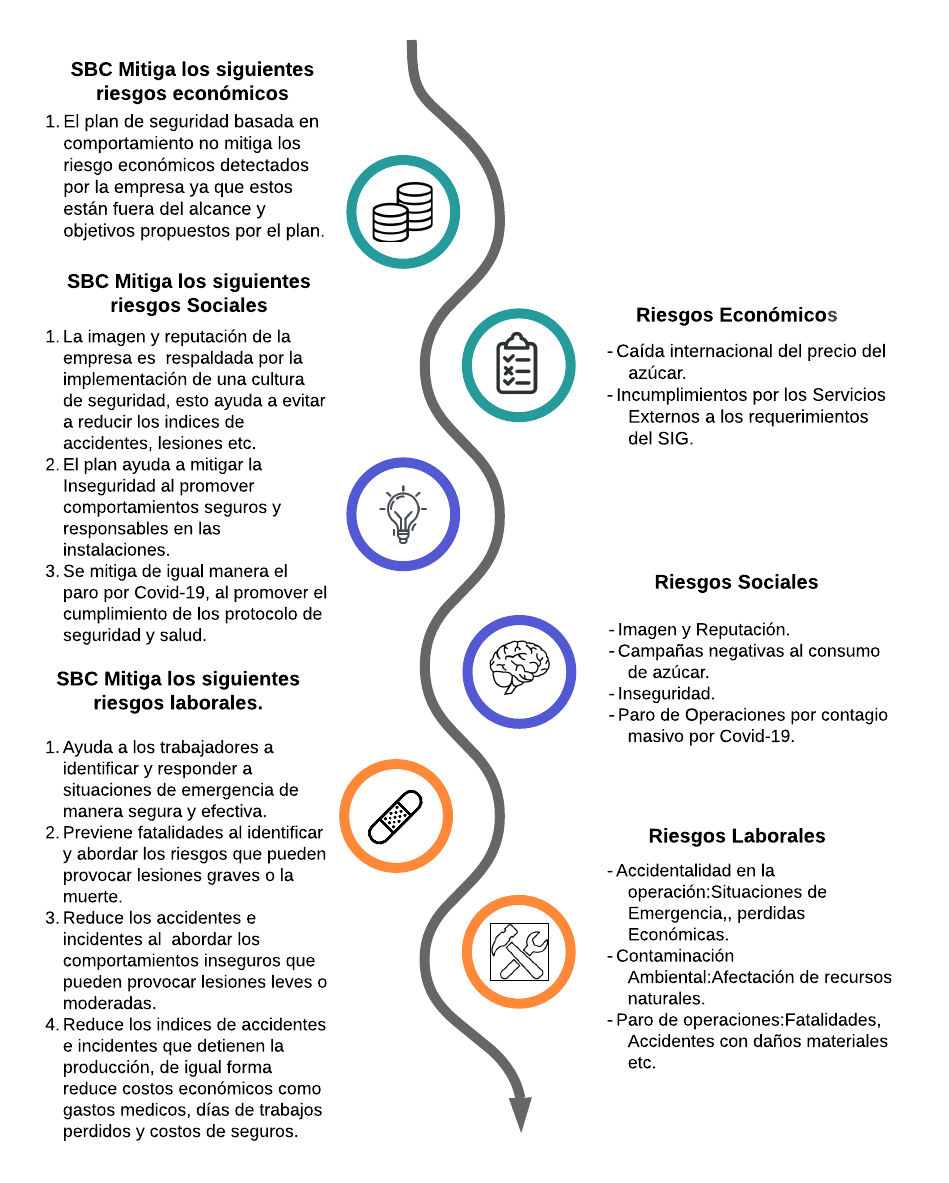 SBC Mitiga los siguientes
riesgos económicos
1. El plan de seguridad basada en
comportamiento no mitiga los
riesgo económicos detectados
por la empresa ya que estos
están fuera del alcance y
objetivos propuestos por el plan.
SBC Mitiga los siguientes
riesgos Sociales
1. La imagen y reputación de la
empresa es  respaldada por la
implementación de una cultura
de seguridad, esto ayuda a evitar
a reducir los indices de
accidentes, lesiones etc.
2. El plan ayuda a mitigar la
Inseguridad al promover
comportamientos seguros y
responsables en las
instalaciones.
3. Se mitiga de igual manera el
paro por Covid-19, al promover el
cumplimiento de los protocolo de
seguridad y salud.
SBC Mitiga los siguientes
riesgos laborales.
1. Ayuda a los trabajadores a
identificar y responder a
situaciones de emergencia de
manera segura y efectiva.
2. Previene fatalidades al identificar
y abordar los riesgos que pueden
provocar lesiones graves o la
muerte.
3. Reduce los accidentes e
incidentes al  abordar los
comportamientos inseguros que
pueden provocar lesiones leves o
moderadas.
4. Reduce los indices de accidentes
e incidentes que detienen la
producción, de igual forma
reduce costos económicos como
gastos medicos, días de trabajos
perdidos y costos de seguros.
Riesgos Económicos
- Caída internacional del precio del
azúcar.
- Incumplimientos por los Servicios
Externos a los requerimientos
del SIG.
Riesgos Sociales
- Imagen y Reputación.
- Campañas negativas al consumo
de azúcar.
- Inseguridad.
- Paro de Operaciones por contagio
masivo por Covid-19.
Riesgos Laborales
- Accidentalidad en la
operación:Situaciones de
Emergencia,, perdidas
Económicas.
- Contaminación
Ambiental:Afectación de recursos
naturales.
- Paro de operaciones:Fatalidades,
Accidentes con daños materiales
etc.